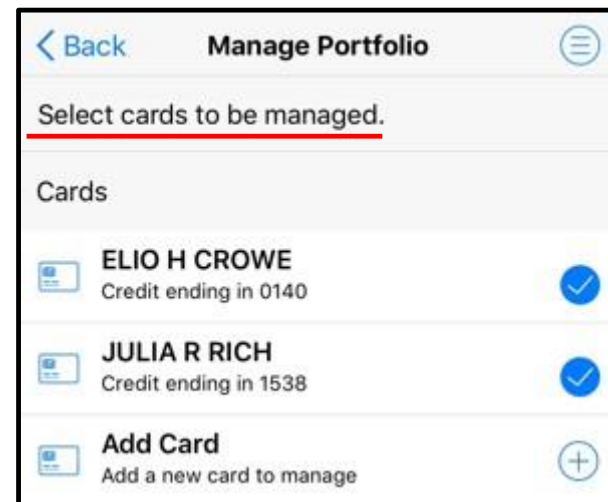 Back
Manage Portfolio
Select cards to be managed.
Cards
ELIO H CROWE
Credit ending in 0140
JULIA R RICH
Credit ending in 1538
Add Card
Add a new card to manage